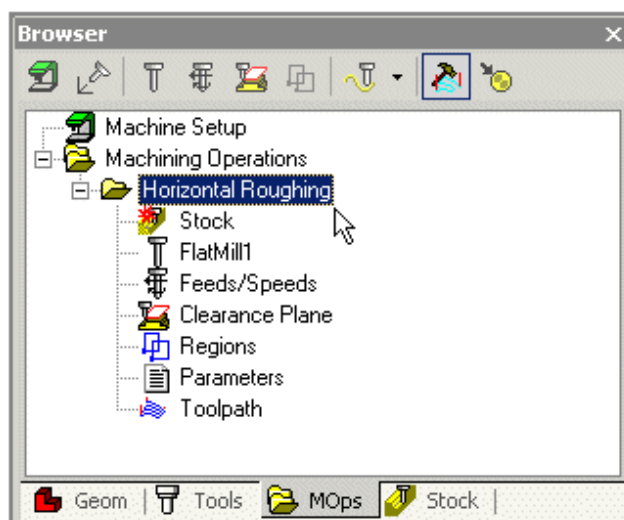 Browser
Machine Setup
Machining Operations
Horizontal Roughing
Stock
FlatMill1
Feeds/Speeds
Clearance Plane
Regions
Parameters
Toolpath
Geom | Tools MOps Stock |